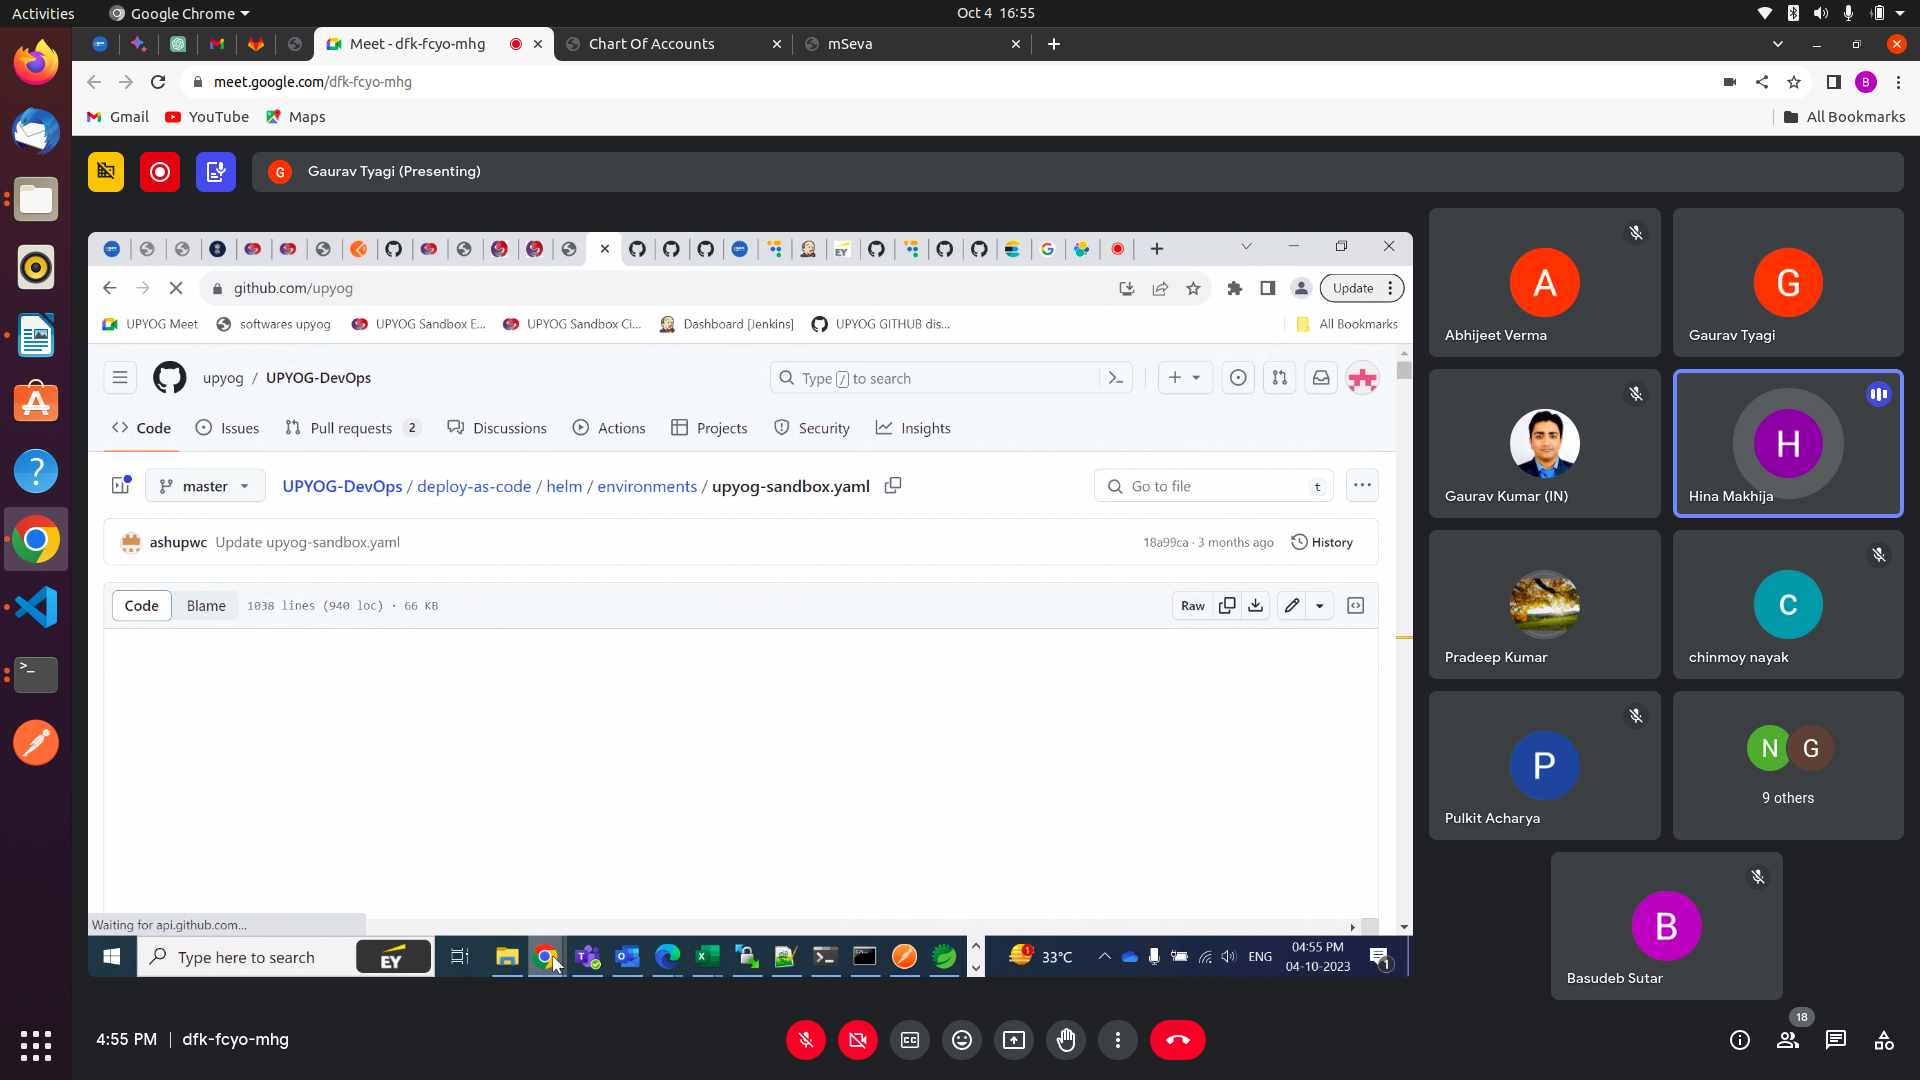 Activities
Google Chrome
Oct 4 16:55
Meet - dfk-fcyo-mhg
Chart Of Accounts
mSeva
meet.google.com/dfk-fcyo-mhg
B
Gmail
YouTube
Maps
All Bookmarks
G
Gaurav Tyagi (Presenting)
EY
G
github.com/upyog
Update
UPYOG Meet
softwares upyog
UPYOG Sandbox E...
UPYOG Sandbox Ci...
Dashboard [Jenkins]
UPYOG GITHUB dis...
All Bookmarks
upyog / UPYOG-DevOps
Type / to search
Code
Issues
Pull requests 2
Discussions
Actions
Projects
Security
Insights
master
UPYOG-DevOps / deploy-as-code / helm / environments / upyog-sandbox.yaml
Go to file
t
ashupwc Update upyog-sandbox.yaml
18a99ca · 3 months ago
History
Code
Blame
1038 lines (940 loc) · 66 KB
Raw
Waiting for api.github.com...
Type here to search
EY
33°C
ENG
04:55 PM
04-10-2023
1
A
Abhijeet Verma
G
Gaurav Tyagi
Gaurav Kumar (IN)
H
Hina Makhija
Pradeep Kumar
c
chinmoy nayak
P
Pulkit Acharya
N
G
9 others
B
Basudeb Sutar
4:55 PM | dfk-fcyo-mhg
18